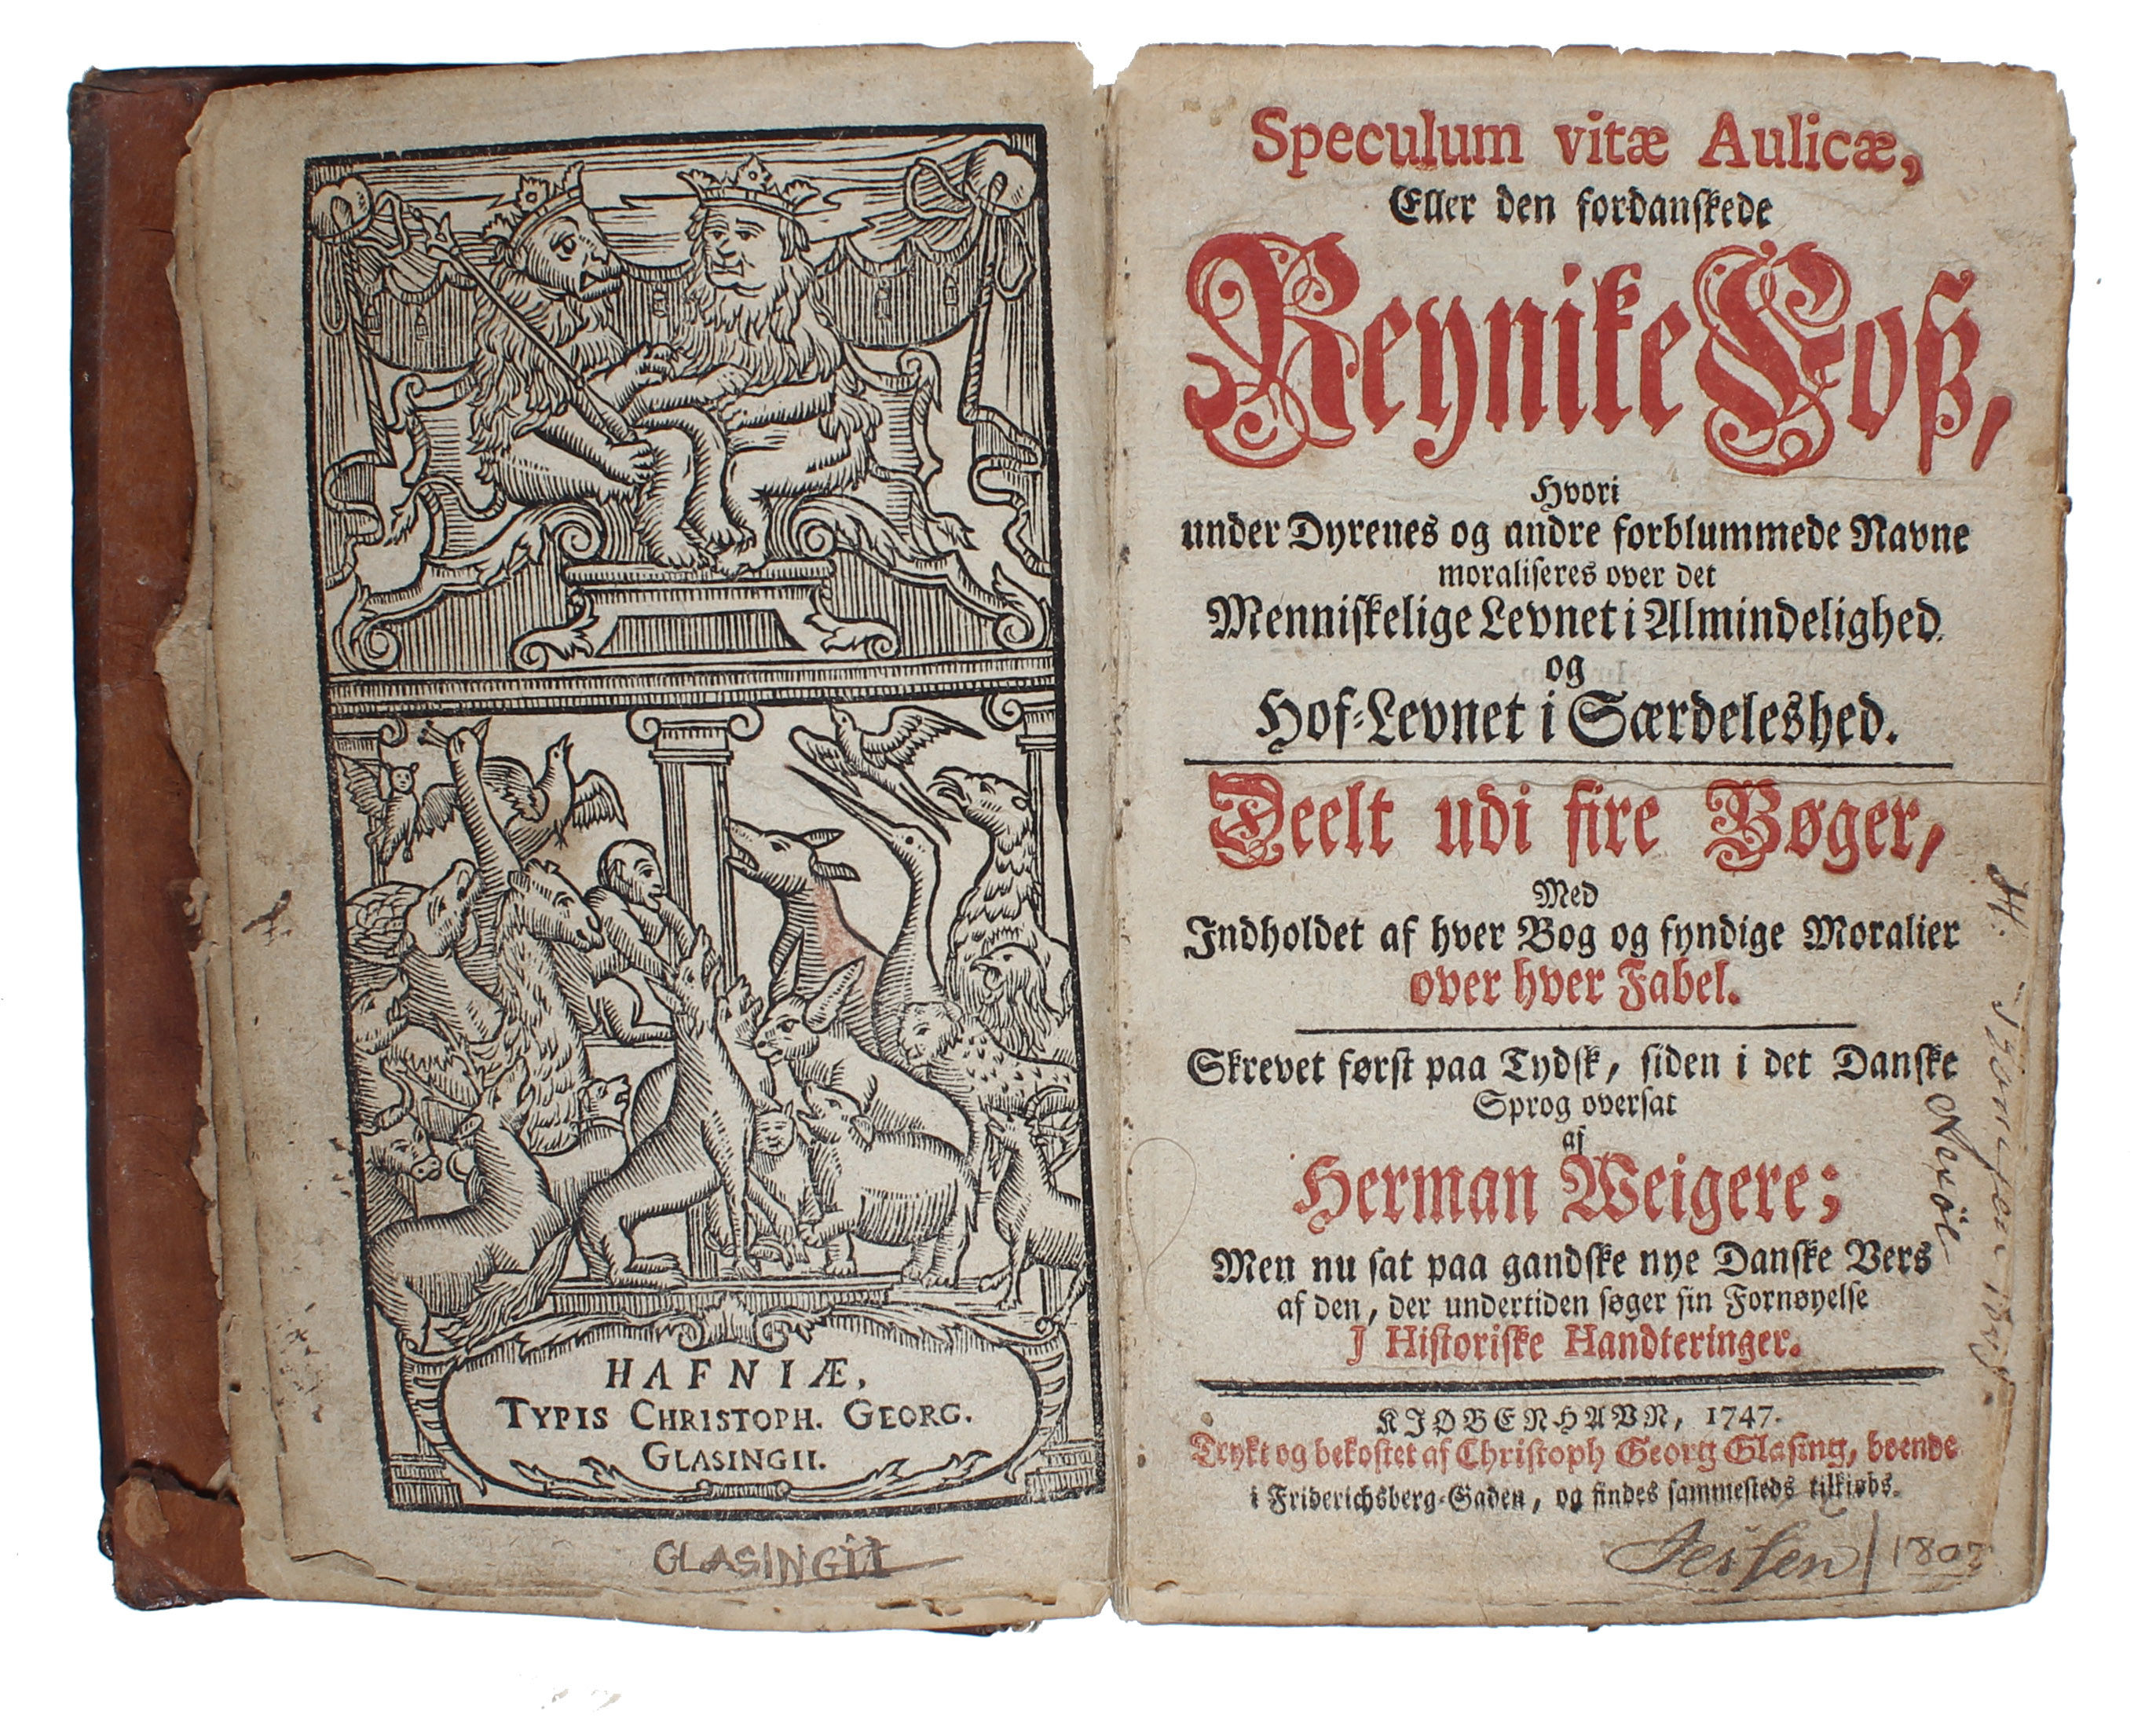 HAFNIÆ,
TYPIS CHRISTOPH. GEORG.
GLASINGII.
GLASINGII
Speculum vitæ Aulicæ,
Eller den fordanskede
Reynike Foß,
Hvori
under Dyrenes og andre forblummede Navne
moraliseres over det
Menniskelige Levnet i Almindelighed.
og
Hof-Levnet i Særdeleshed.
Deelt udi fire Bøger,
Med
Indholdet af hver Bog og fyndige Moralier
over hver Fabel.
Skrevet først paa Tydsk, siden i det Danske
Sprog oversat
af
Herman Weigere;
Men nu sat paa gandske nye Danske Vers
af den, der undertiden søger sin Fornøyelse
J Historiske Handteringer.
KJØBENHAVN, 1747.
Trykt og bekostet af Christoph Georg Glasing, boende
i Friderichsberg-Gaden, og findes sammesteds tilkiøbs.